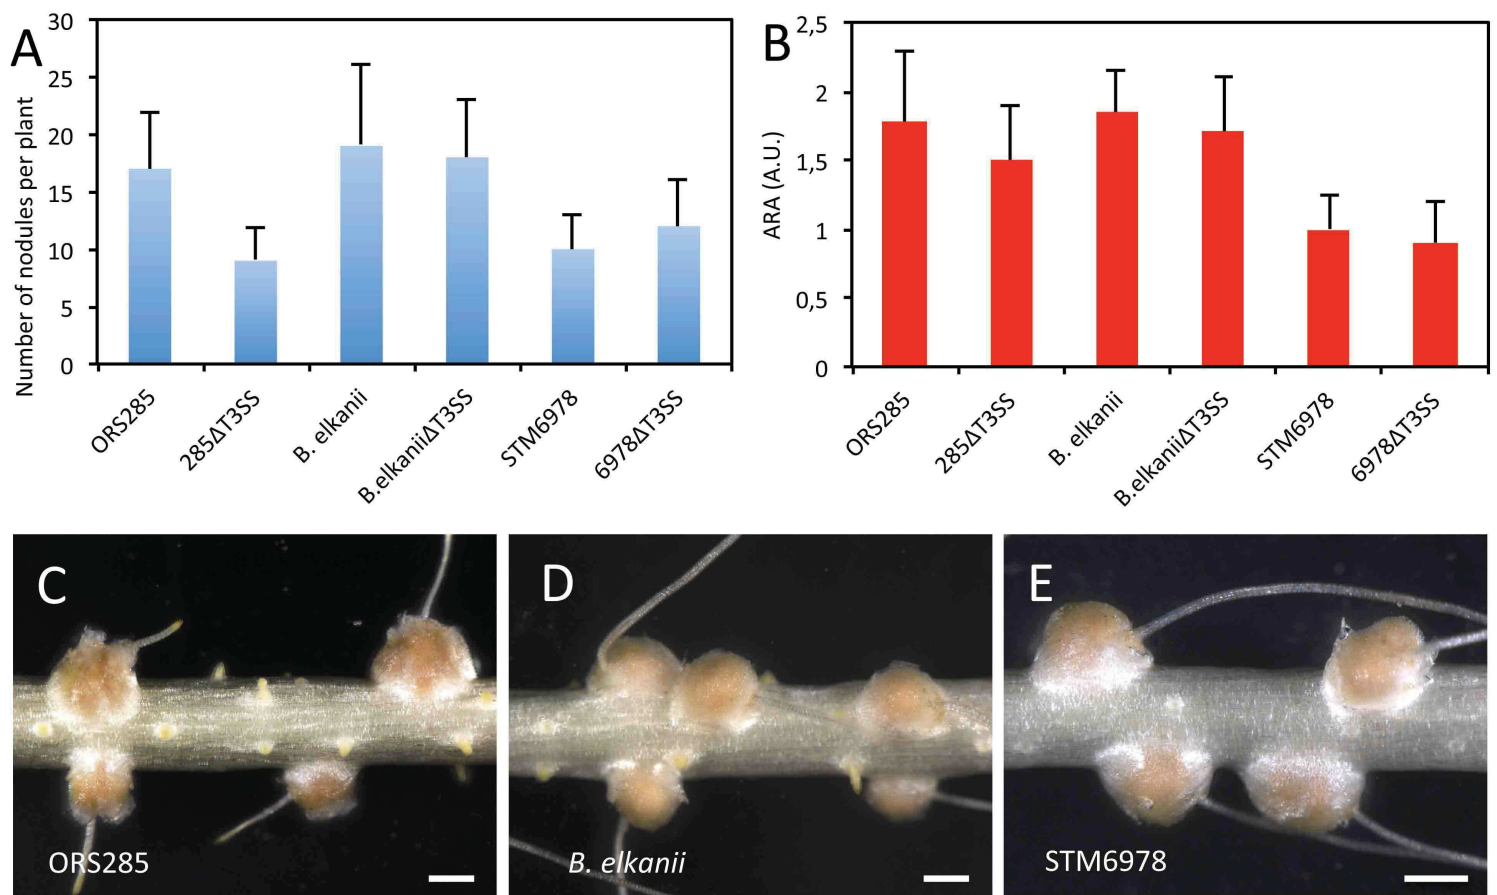 A
Number of nodules per plant
30
25
20
15
10
5
0
ORS285
285ΔT3SS
B. elkanii
B.elkaniiΔT3SS
STM6978
6978ΔT3SS
B
ARA (A.U.)
2,5
2
1,5
1
0,5
0
ORS285
285ΔT3SS
B. elkanii
B.elkaniiΔT3SS
STM6978
6978ΔT3SS
C
ORS285
D
B. elkanii
E
STM6978